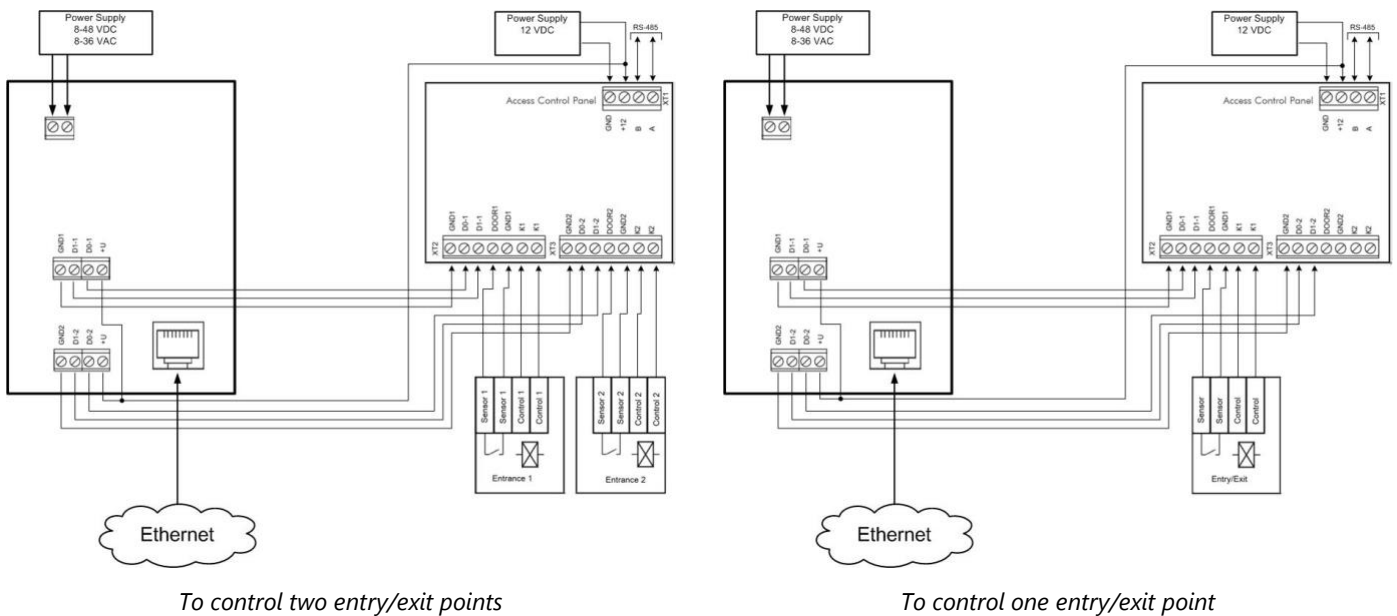 Power Supply
8-48 VDC
8-36 VAC
Power Supply
12 VDC
RS-485
Access Control Panel
XT1
GND
+12
B
A
GND1
D1-1
D0-1
+U
XT2
GND1
D0-1
D1-1
DOOR1
GND1
K1
K1
XT3
GND2
D0-2
D1-2
DOOR2
GND2
K2
K2
GND2
D1-2
D0-2
+U
Sensor 1
Sensor 1
Control 1
Control 1
Entrance 1
Sensor 2
Sensor 2
Control 2
Control 2
Entrance 2
Ethernet
To control two entry/exit points
Power Supply
8-48 VDC
8-36 VAC
Power Supply
12 VDC
RS-485
Access Control Panel
XT1
GND
+12
B
A
GND1
D1-1
D0-1
+U
XT2
GND1
D0-1
D1-1
DOOR1
GND1
K1
K1
XT3
GND2
D0-2
D1-2
DOOR2
GND2
K2
K2
GND2
D1-2
D0-2
+U
Sensor
Sensor
Control
Control
Entry/Exit
Ethernet
To control one entry/exit point